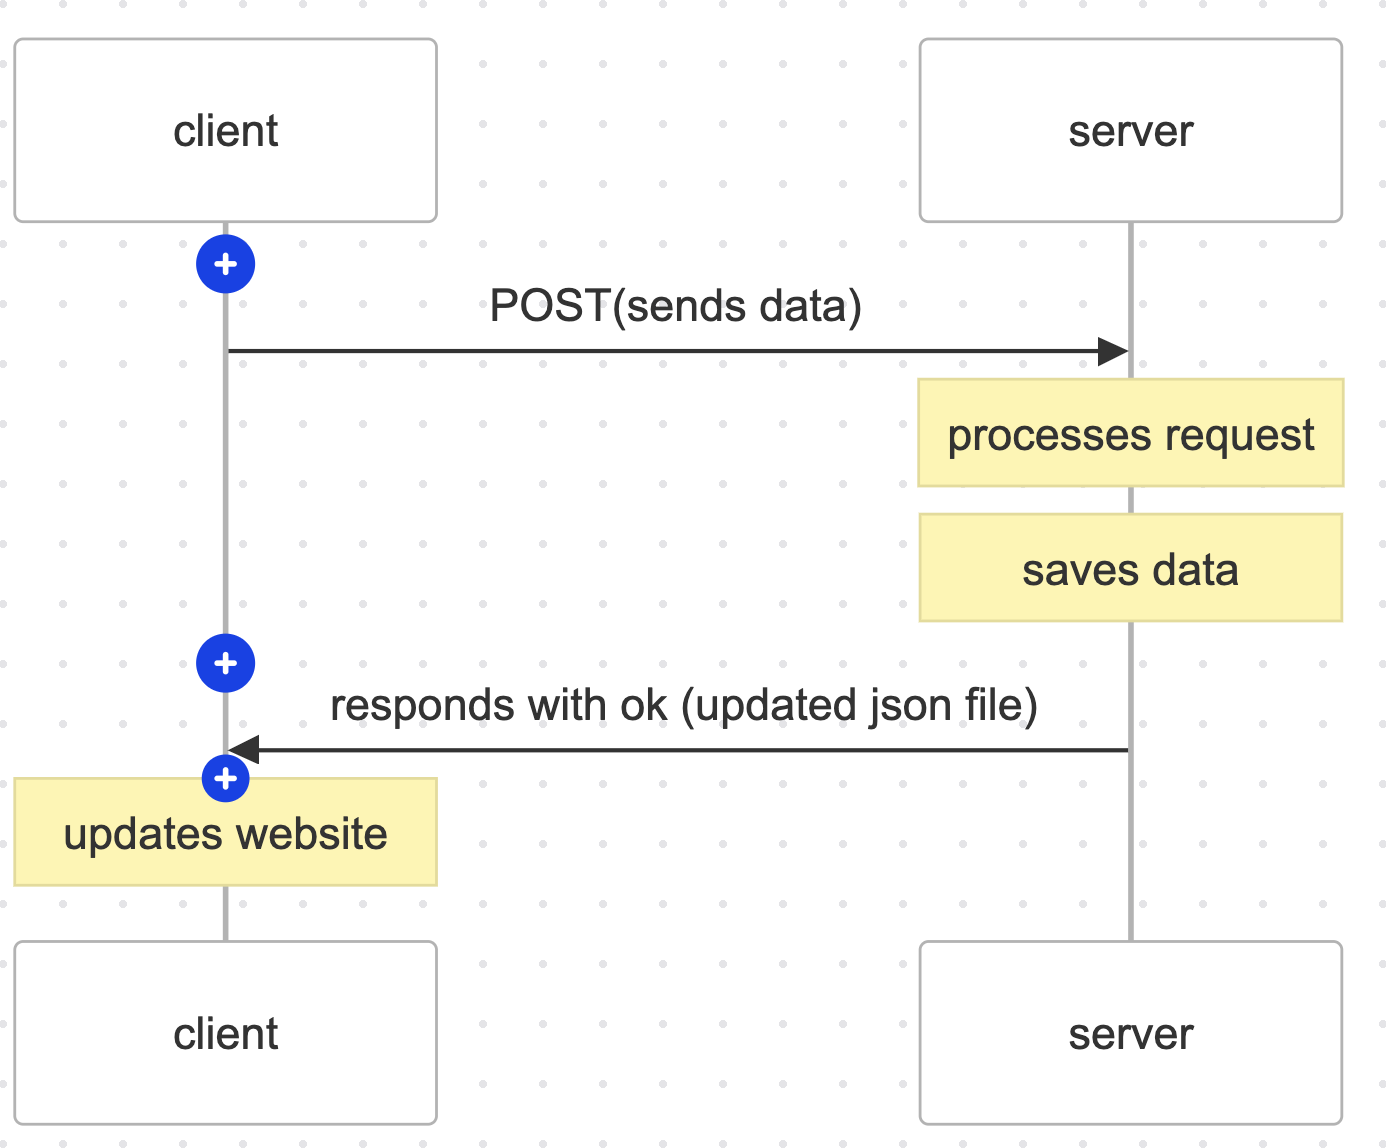 client
server
POST(sends data)
processes request
saves data
responds with ok (updated json file)
updates website
client
server